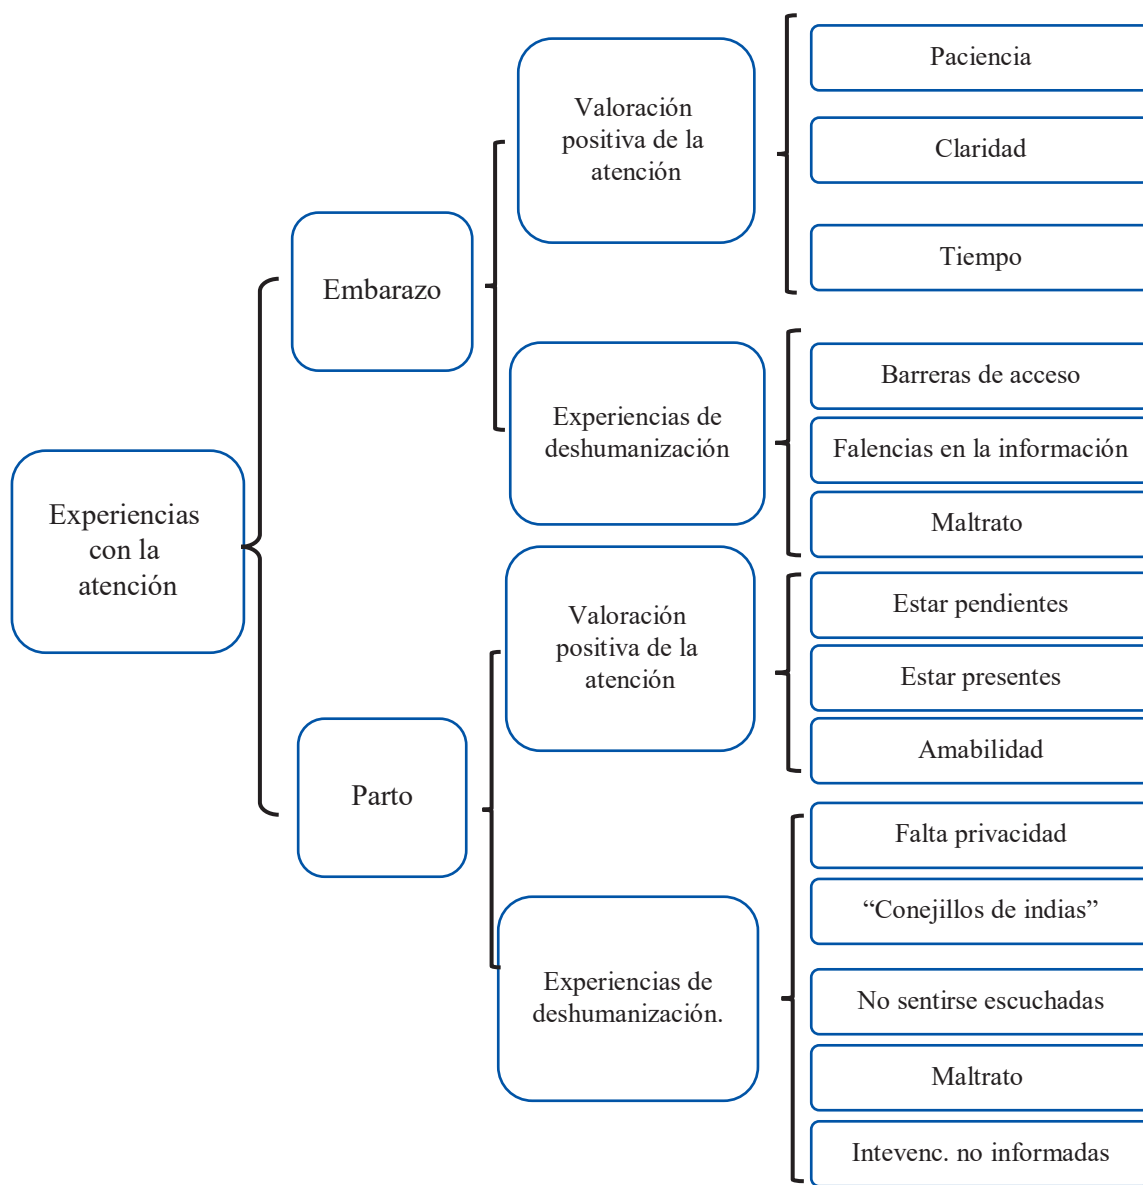 Experiencias
con la
atención
Embarazo
Valoración
positiva de la
atención
Paciencia
Claridad
Tiempo
Experiencias de
deshumanización
Barreras de acceso
Falencias en la información
Maltrato
Parto
Valoración
positiva de la
atención
Estar pendientes
Estar presentes
Amabilidad
Experiencias de
deshumanización.
Falta privacidad
“Conejillos de indias”
No sentirse escuchadas
Maltrato
Intevenc. no informadas